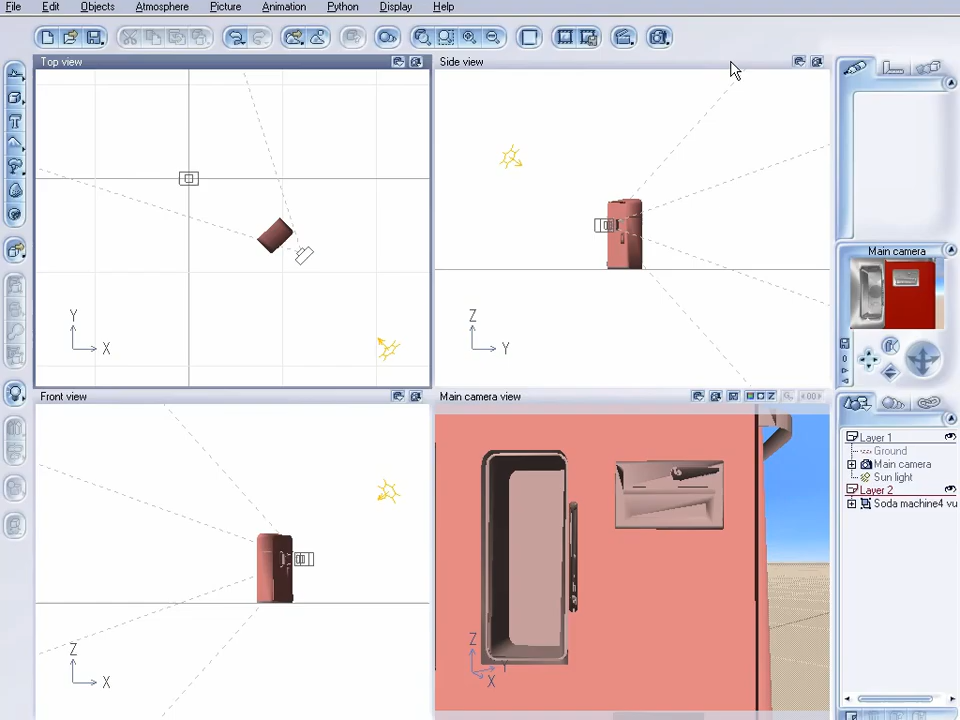 File Edit Objects Atmosphere Picture Animation Python Display Help
Top view
Side view
Y
X
Z
Y
Main camera
Front view
Main camera view
Z
X
Z
Y
X
Layer 1
Ground
Main camera
Sun light
Layer 2
Soda machine4 vu